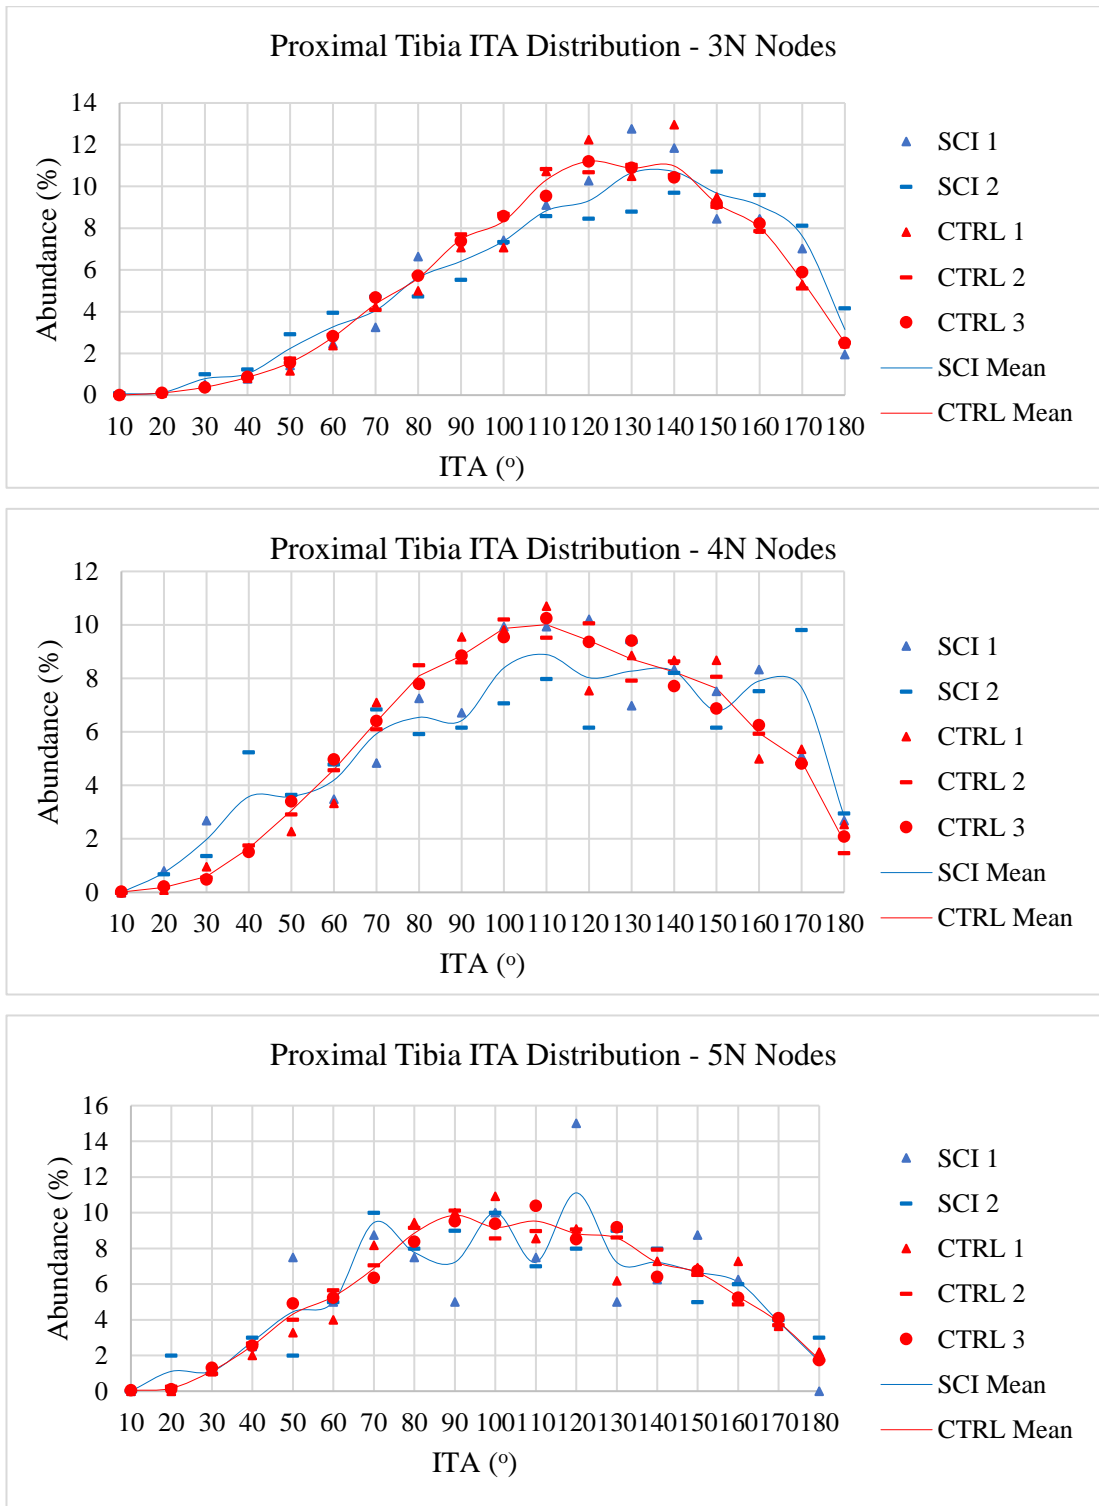 Proximal Tibia ITA Distribution - 3N Nodes
14
12
10
8
6
4
2
0
Abundance (%)
10 20 30 40 50 60 70 80 90 100 110 120 130 140 150 160 170 180
ITA (º)
SCI 1
SCI 2
CTRL 1
CTRL 2
CTRL 3
SCI Mean
CTRL Mean
Proximal Tibia ITA Distribution - 4N Nodes
12
10
8
6
4
2
0
Abundance (%)
10 20 30 40 50 60 70 80 90 100 110 120 130 140 150 160 170 180
ITA (º)
SCI 1
SCI 2
CTRL 1
CTRL 2
CTRL 3
SCI Mean
CTRL Mean
Proximal Tibia ITA Distribution - 5N Nodes
16
14
12
10
8
6
4
2
0
Abundance (%)
10 20 30 40 50 60 70 80 90 100 110 120 130 140 150 160 170 180
ITA (º)
SCI 1
SCI 2
CTRL 1
CTRL 2
CTRL 3
SCI Mean
CTRL Mean